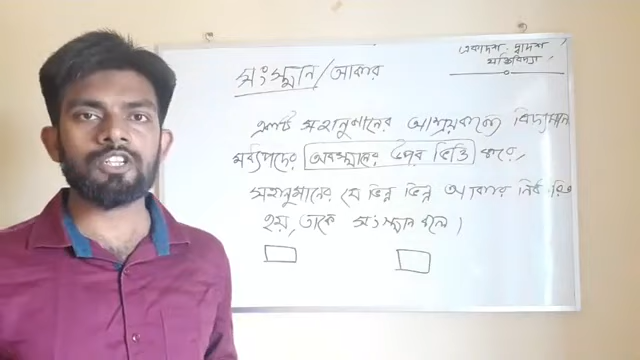 সংস্থান/আকার
একাদশ - দ্বাদশ
যুক্তিবিদ্যা
একটি সহানুমানের আশ্রয়বাক্যে বিদ্যমান
মধ্যপদের অবস্থানের উপর ভিত্তি করে,
সহানুমানের যে ভিন্ন ভিন্ন আকার নির্ধারিত
হয়, তাকে সংস্থান বলে।